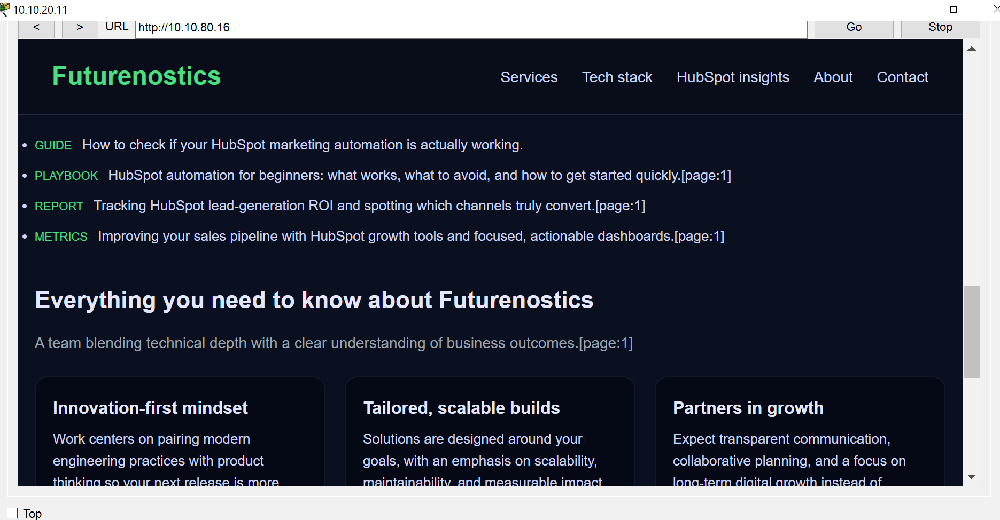 10.10.20.11
< > URL http://10.10.80.16 Go Stop
Futurenostics
Services Tech stack HubSpot insights About Contact
GUIDE How to check if your HubSpot marketing automation is actually working.
PLAYBOOK HubSpot automation for beginners: what works, what to avoid, and how to get started quickly.[page:1]
REPORT Tracking HubSpot lead-generation ROI and spotting which channels truly convert.[page:1]
METRICS Improving your sales pipeline with HubSpot growth tools and focused, actionable dashboards.[page:1]
Everything you need to know about Futurenostics
A team blending technical depth with a clear understanding of business outcomes.[page:1]
Innovation-first mindset
Work centers on pairing modern
engineering practices with product
thinking so your next release is more
Tailored, scalable builds
Solutions are designed around your
goals, with an emphasis on scalability,
maintainability, and measurable impact
Partners in growth
Expect transparent communication,
collaborative planning, and a focus on
long-term digital growth instead of
Top